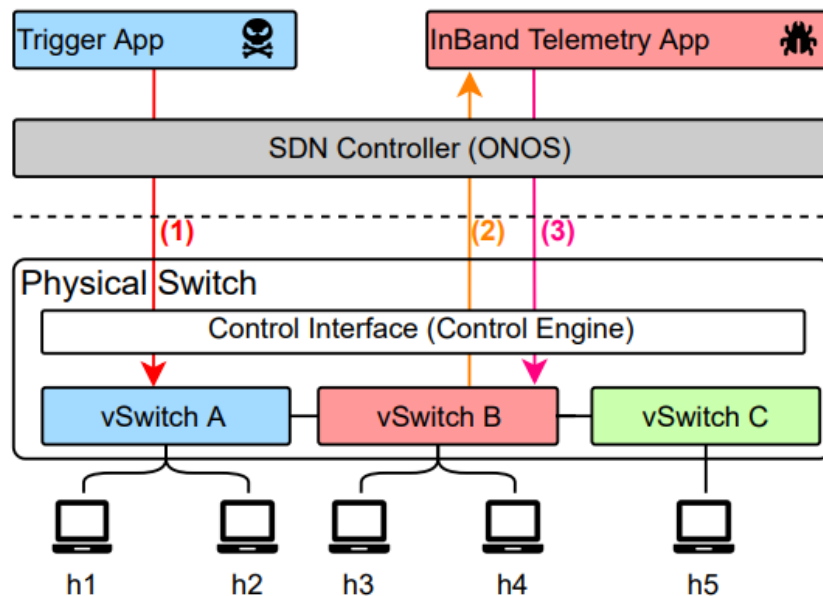 Trigger App
InBand Telemetry App
SDN Controller (ONOS)
(1)
(2)
(3)
Physical Switch
Control Interface (Control Engine)
vSwitch A
vSwitch B
vSwitch C
h1
h2
h3
h4
h5